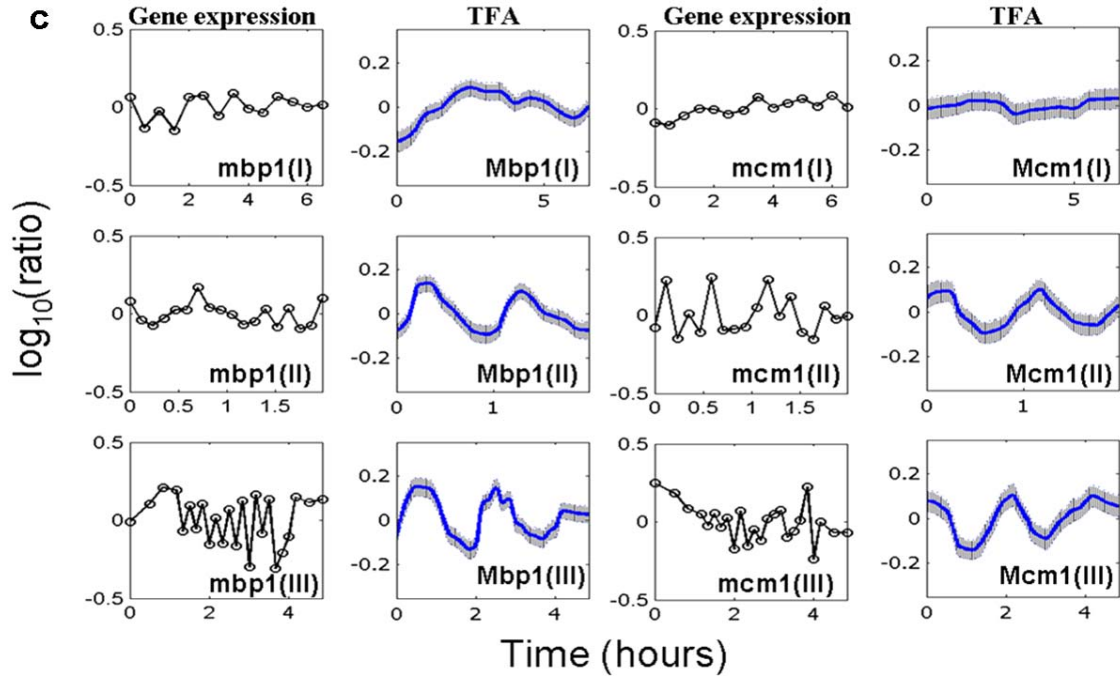 C Gene expression TFA Gene expression TFA
0.5 0.2 0.5 0.2
0 0 0 0
-0.5 -0.2 -0.5 -0.2
mbp1(I) Mbp1(I) mcm1(I) Mcm1(I)
0 2 4 6 0 5 0 2 4 6 0 5
log10(ratio)
0.5 0.2 0.5 0.2
0 0 0 0
-0.5 -0.2 -0.5 -0.2
mbp1(II) Mbp1(II) mcm1(II) Mcm1(II)
0 0.5 1 1.5 0 1 0 0.5 1 1.5 0 1
0.5 0.2 0.5 0.2
0 0 0 0
-0.5 -0.2 -0.5 -0.2
mbp1(III) Mbp1(III) mcm1(III) Mcm1(III)
0 2 4 0 2 4 0 2 4 0 2 4
Time (hours)